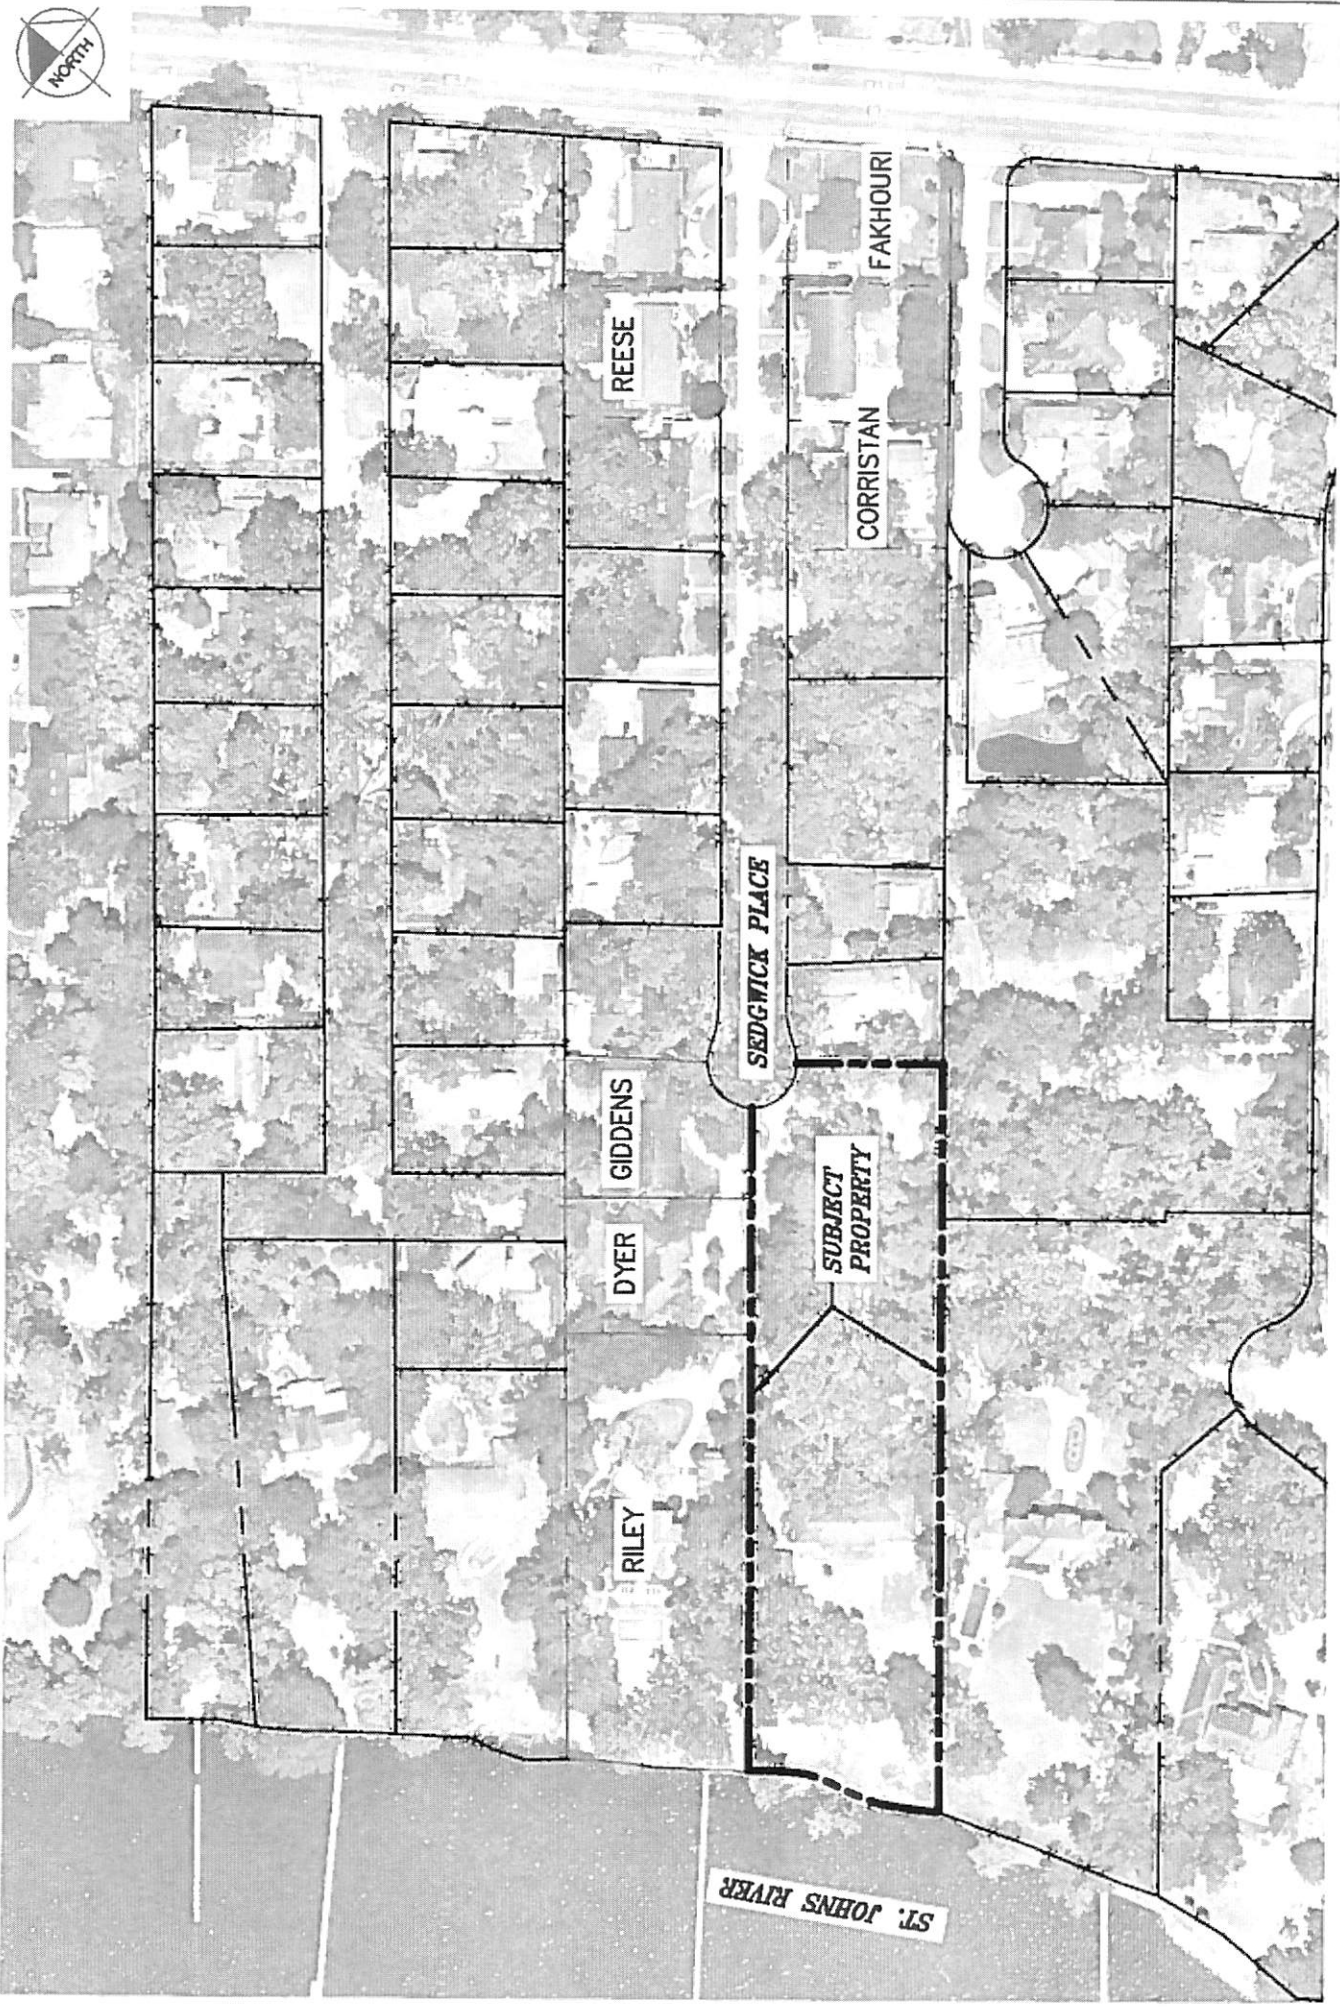 NORTH
FAKHOURI
REESE
CORRISTAN
SEDGWICK PLACE
GIDDENS
SUBJECT
PROPERTY
DYER
RILEY
ST. JOHNS RIVER